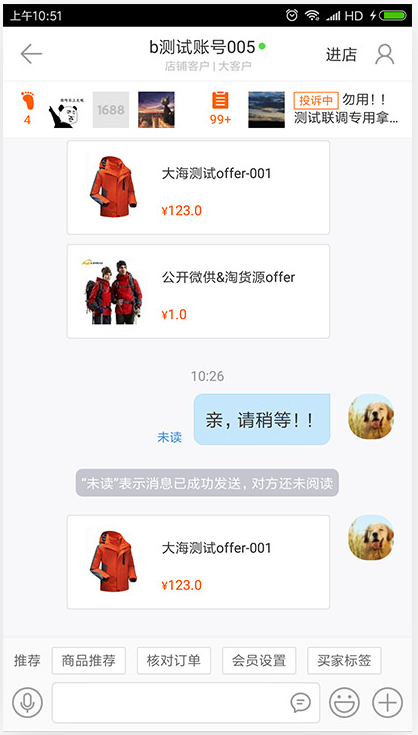 上午10:51
HD
b测试账号005
店铺客户 | 大客户
进店
4
1588
99+
投诉中 勿用！！
测试联调专用拿...
大海测试offer-001
¥123.0
公开微供&淘货源offer
¥1.0
10:26
未读
亲，请稍等！！
“未读”表示消息已成功发送，对方还未阅读
大海测试offer-001
¥123.0
推荐
商品推荐
核对订单
会员设置
买家标签